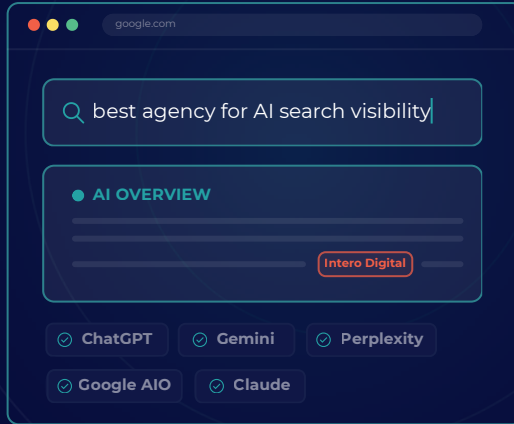 google.com
best agency for AI search visibility
AI OVERVIEW
Intero Digital
ChatGPT
Gemini
Perplexity
Google AIO
Claude